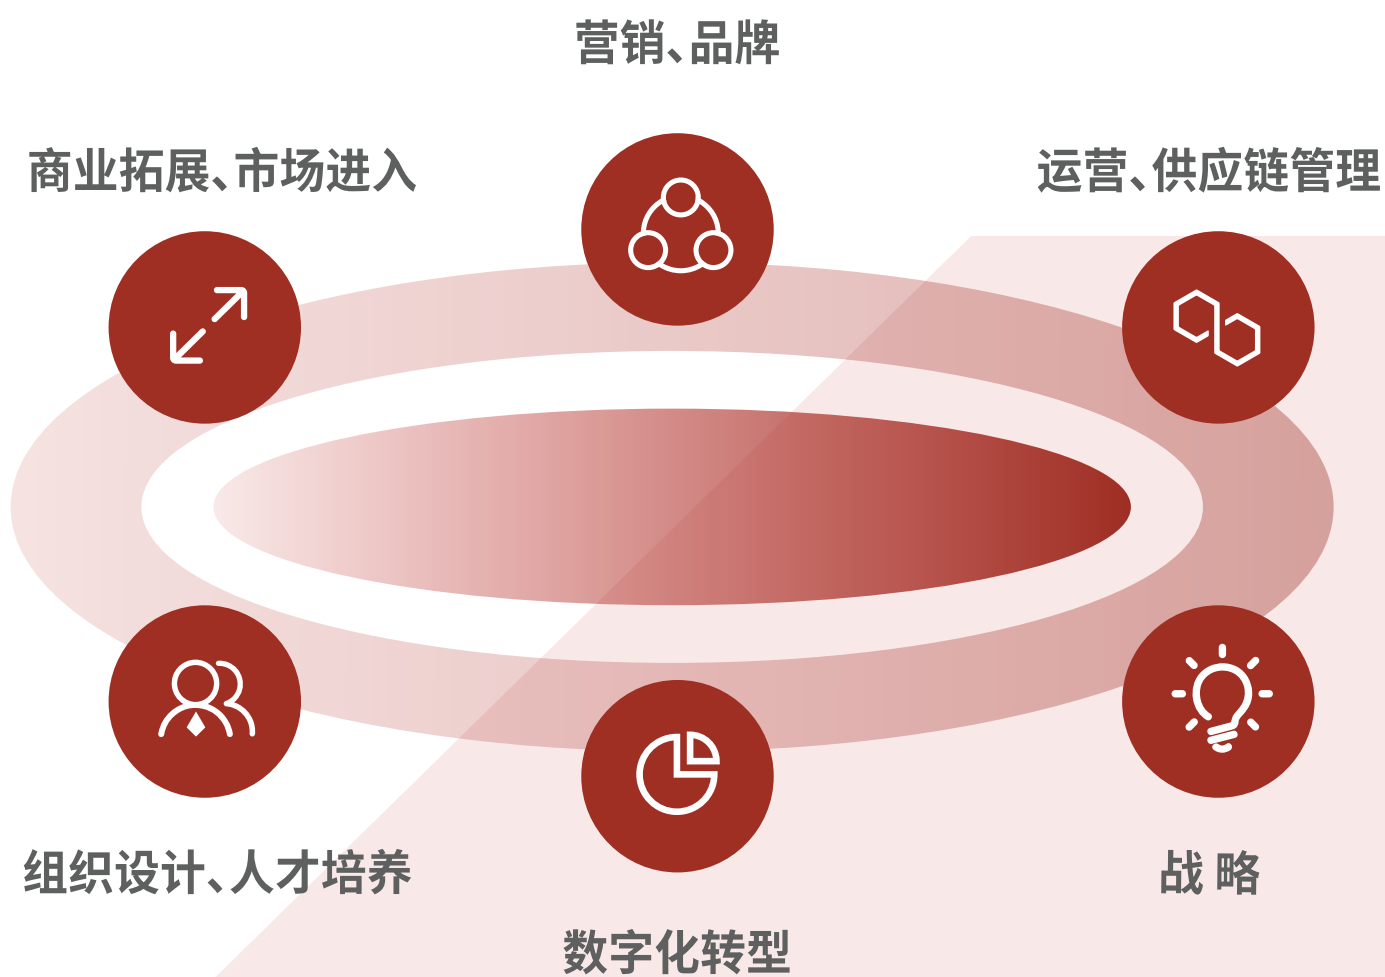 营销、品牌
商业拓展、市场进入
运营、供应链管理
组织设计、人才培养
战 略
数字化转型